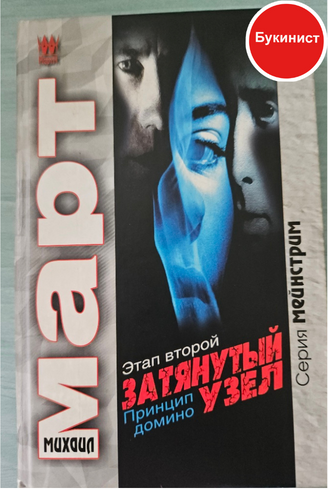 Букинист
МАРТ
МИХАИЛ
Этап второй
ЗАТЯНУТЫЙ
УЗЕЛ
Принцип
домино
Серия МЕЙНСТРИМ